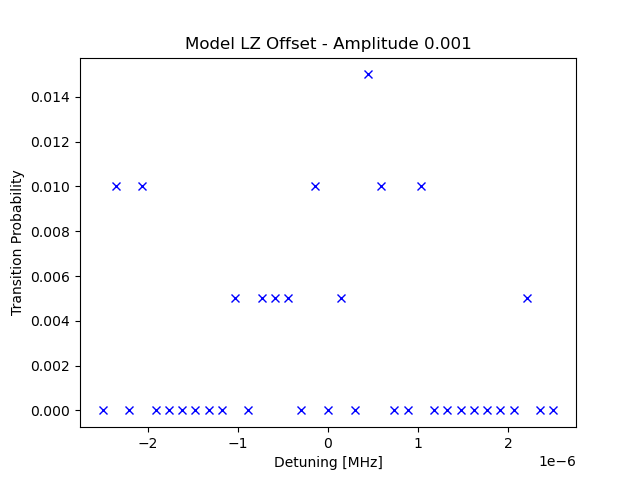 Model LZ Offset - Amplitude 0.001
0.014
0.012
0.010
0.008
0.006
0.004
0.002
0.000
Transition Probability
−2 −1 0 1 2
1e−6
Detuning [MHz]